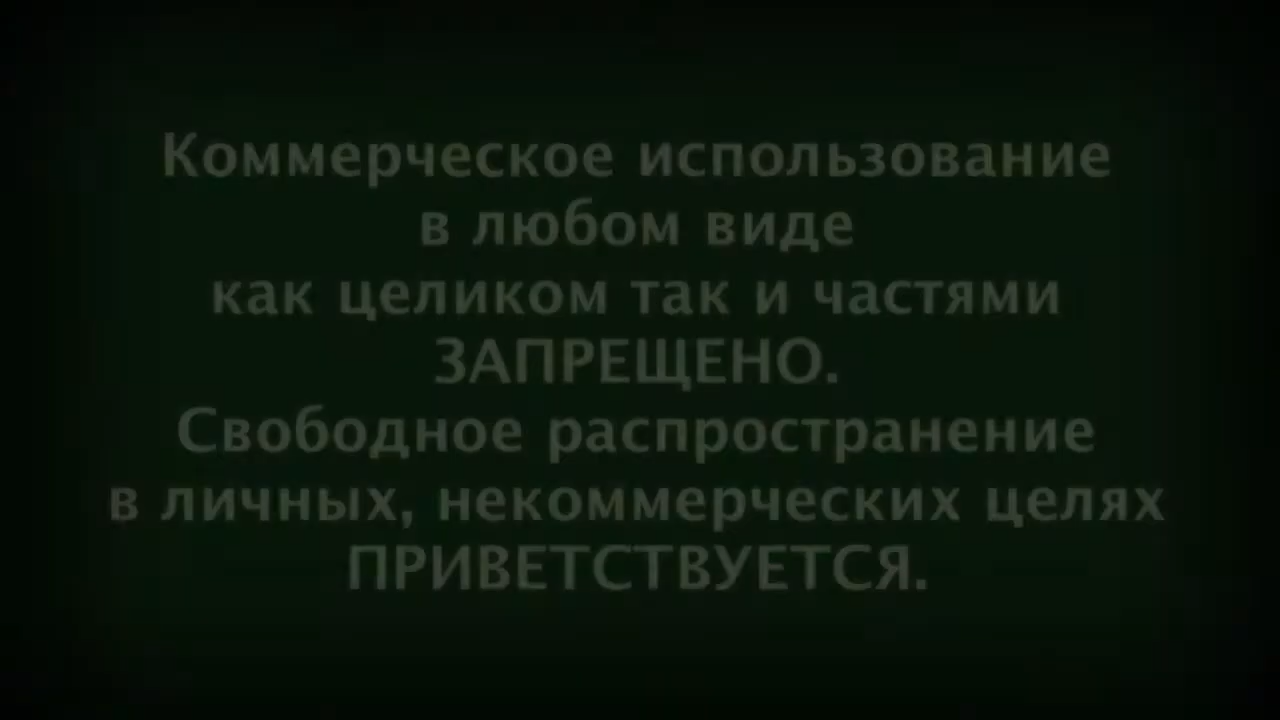 Коммерческое использование
в любом виде
как целиком так и частями
ЗАПРЕЩЕНО.
Свободное распространение
в личных, некоммерческих целях
ПРИВЕТСТВУЕТСЯ.